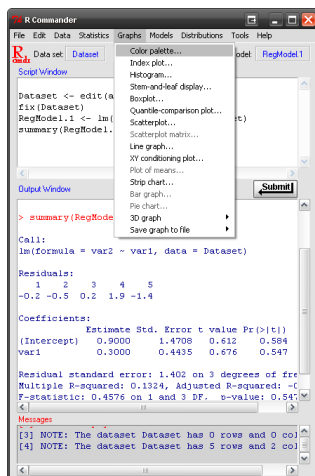 R Commander
File Edit Data Statistics Graphs Models Distributions Tools Help
Data set: Dataset
odel: RegModel.1
Script Window
Color palette...
Index plot...
Histogram...
Stem-and-leaf display...
Boxplot...
Quantile-comparison plot...
Scatterplot...
Scatterplot matrix...
Line graph...
XY conditioning plot...
Plot of means...
Strip chart...
Bar graph...
Pie chart...
3D graph
Save graph to file
Dataset <- edit(a
fix(Dataset)
RegModel.1 <- lm( et)
summary(RegModel.
Output Window
Submit
> summary(RegMode
Call:
lm(formula = var2 ~ var1, data = Dataset)
Residuals:
1 2 3 4 5
-0.2 -0.5 0.2 1.9 -1.4
Coefficients:
Estimate Std. Error t value Pr(>|t|)
(Intercept) 0.9000 1.4708 0.612 0.584
var1 0.3000 0.4435 0.676 0.547
Residual standard error: 1.402 on 3 degrees of fre
Multiple R-squared: 0.1324, Adjusted R-squared: -0
F-statistic: 0.4576 on 1 and 3 DF, p-value: 0.547
Messages
[3] NOTE: The dataset Dataset has 0 rows and 0 col
[4] NOTE: The dataset Dataset has 5 rows and 2 col